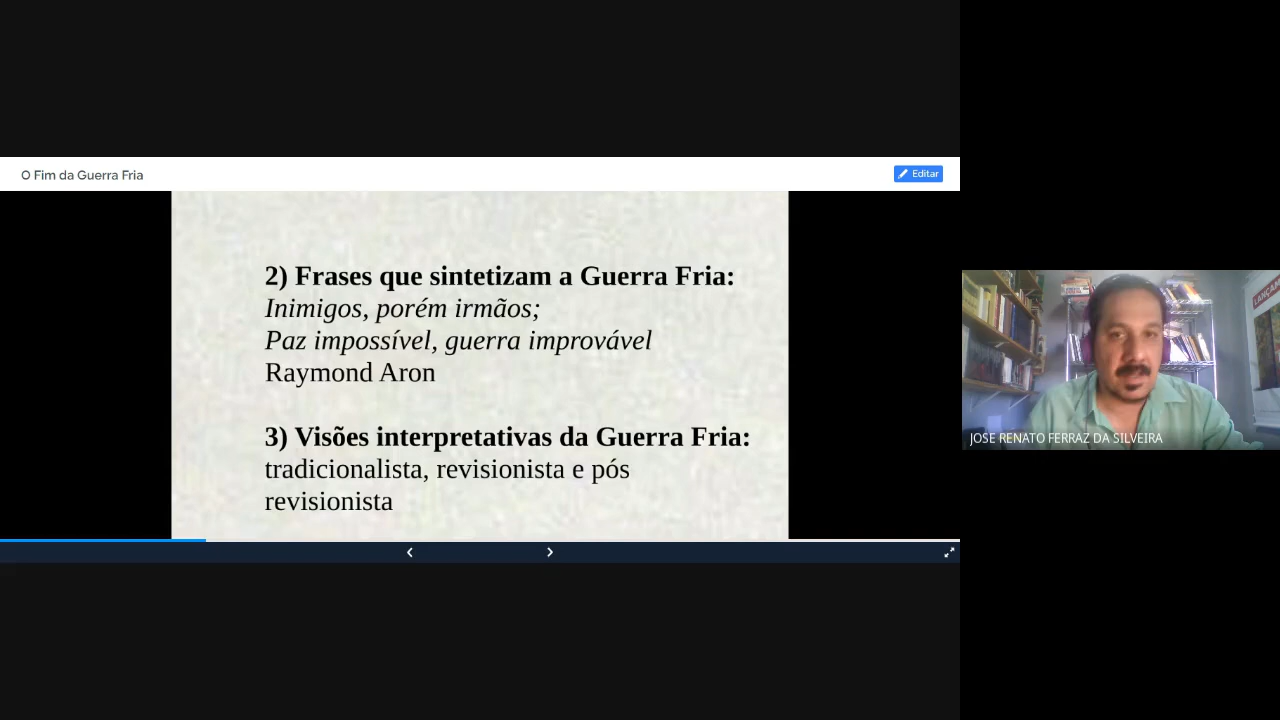 O Fim da Guerra Fria
Editar
2) Frases que sintetizam a Guerra Fria:
Inimigos, porém irmãos;
Paz impossível, guerra improvável
Raymond Aron
3) Visões interpretativas da Guerra Fria:
tradicionalista, revisionista e pós
revisionista
LANÇAM
JOSE RENATO FERRAZ DA SILVEIRA